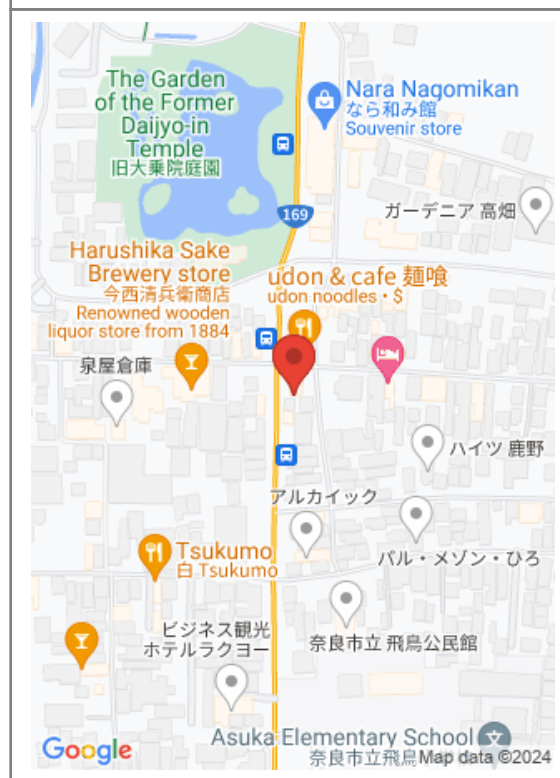 The Garden
of the Former
Daijyo-in
Temple
旧大乗院庭園
Nara Nagomikan
なら和み館
Souvenir store
169
ガーデニア 高畑
Harushika Sake
Brewery store
今西清兵衛商店
Renowned wooden
liquor store from 1884
udon & cafe 麺喰
udon noodles • $
泉屋倉庫
ハイツ 鹿野
アルカイック
Tsukumo
白 Tsukumo
パル・メゾン・ひろ
ビジネス観光
ホテルラクヨー
奈良市立 飛鳥公民館
Asuka Elementary School
文
奈良市立飛鳥
Google
Map data ©2024